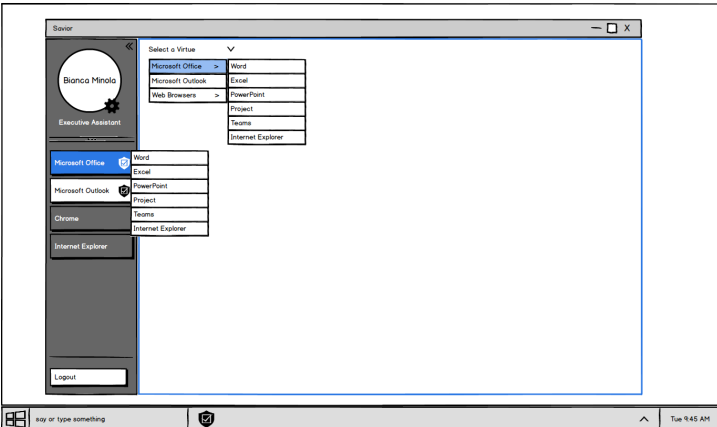 Savior
X
Bianca Minola
Executive Assistant
Microsoft Office
Microsoft Outlook
Chrome
Internet Explorer
Logout
Word
Excel
PowerPoint
Project
Teams
Internet Explorer
Select a Virtue
Microsoft Office >
Microsoft Outlook
Web Browsers >
Word
Excel
PowerPoint
Project
Teams
Internet Explorer
say or type something
Tue 9:45 AM